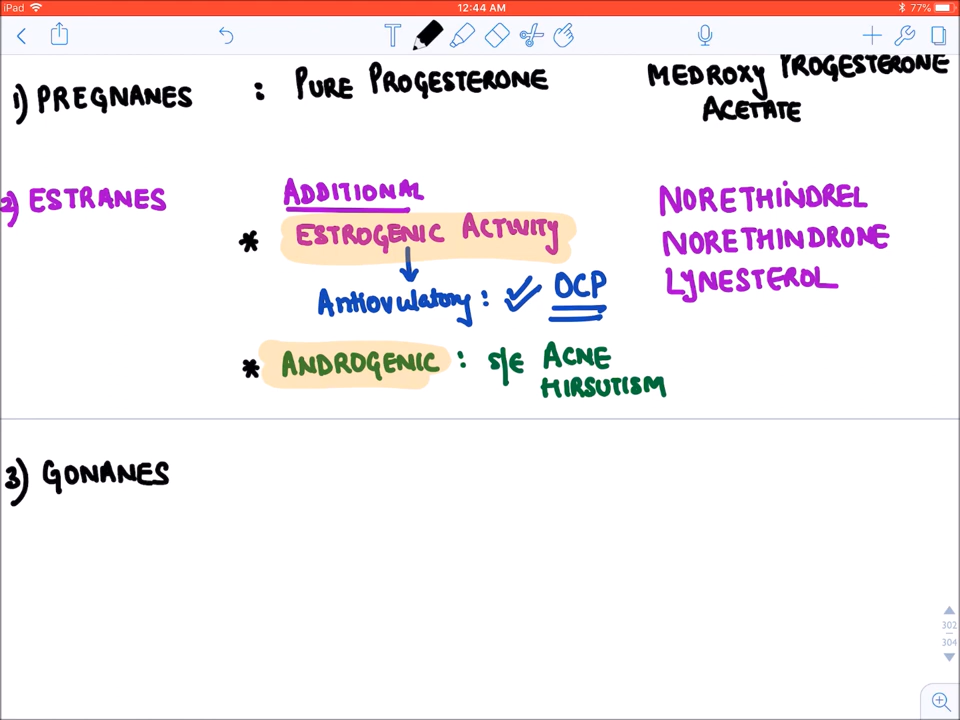 iPad 12:44 AM 77%
T
1) PREGNANES : PURE PROGESTERONE MEDROXY PROGESTERONE
ACETATE
2) ESTRANES ADDITIONAL NORETHINDREL
* ESTROGENIC ACTIVITY NORETHINDRONE
Antiovulatory : OCP LYNESTEROL
* ANDROGENIC : s/e ACNE
HIRSUTISM
3) GONANES
302
304